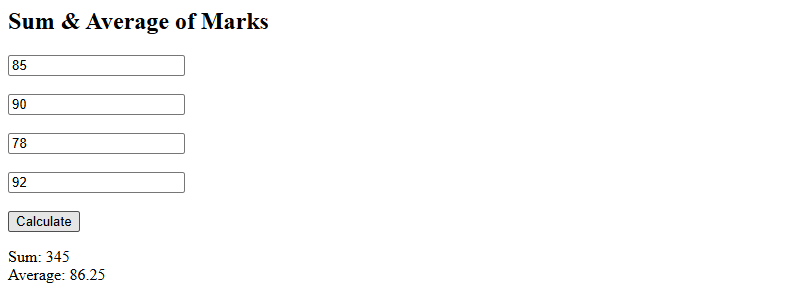 Sum & Average of Marks
85
90
78
92
Calculate
Sum: 345
Average: 86.25